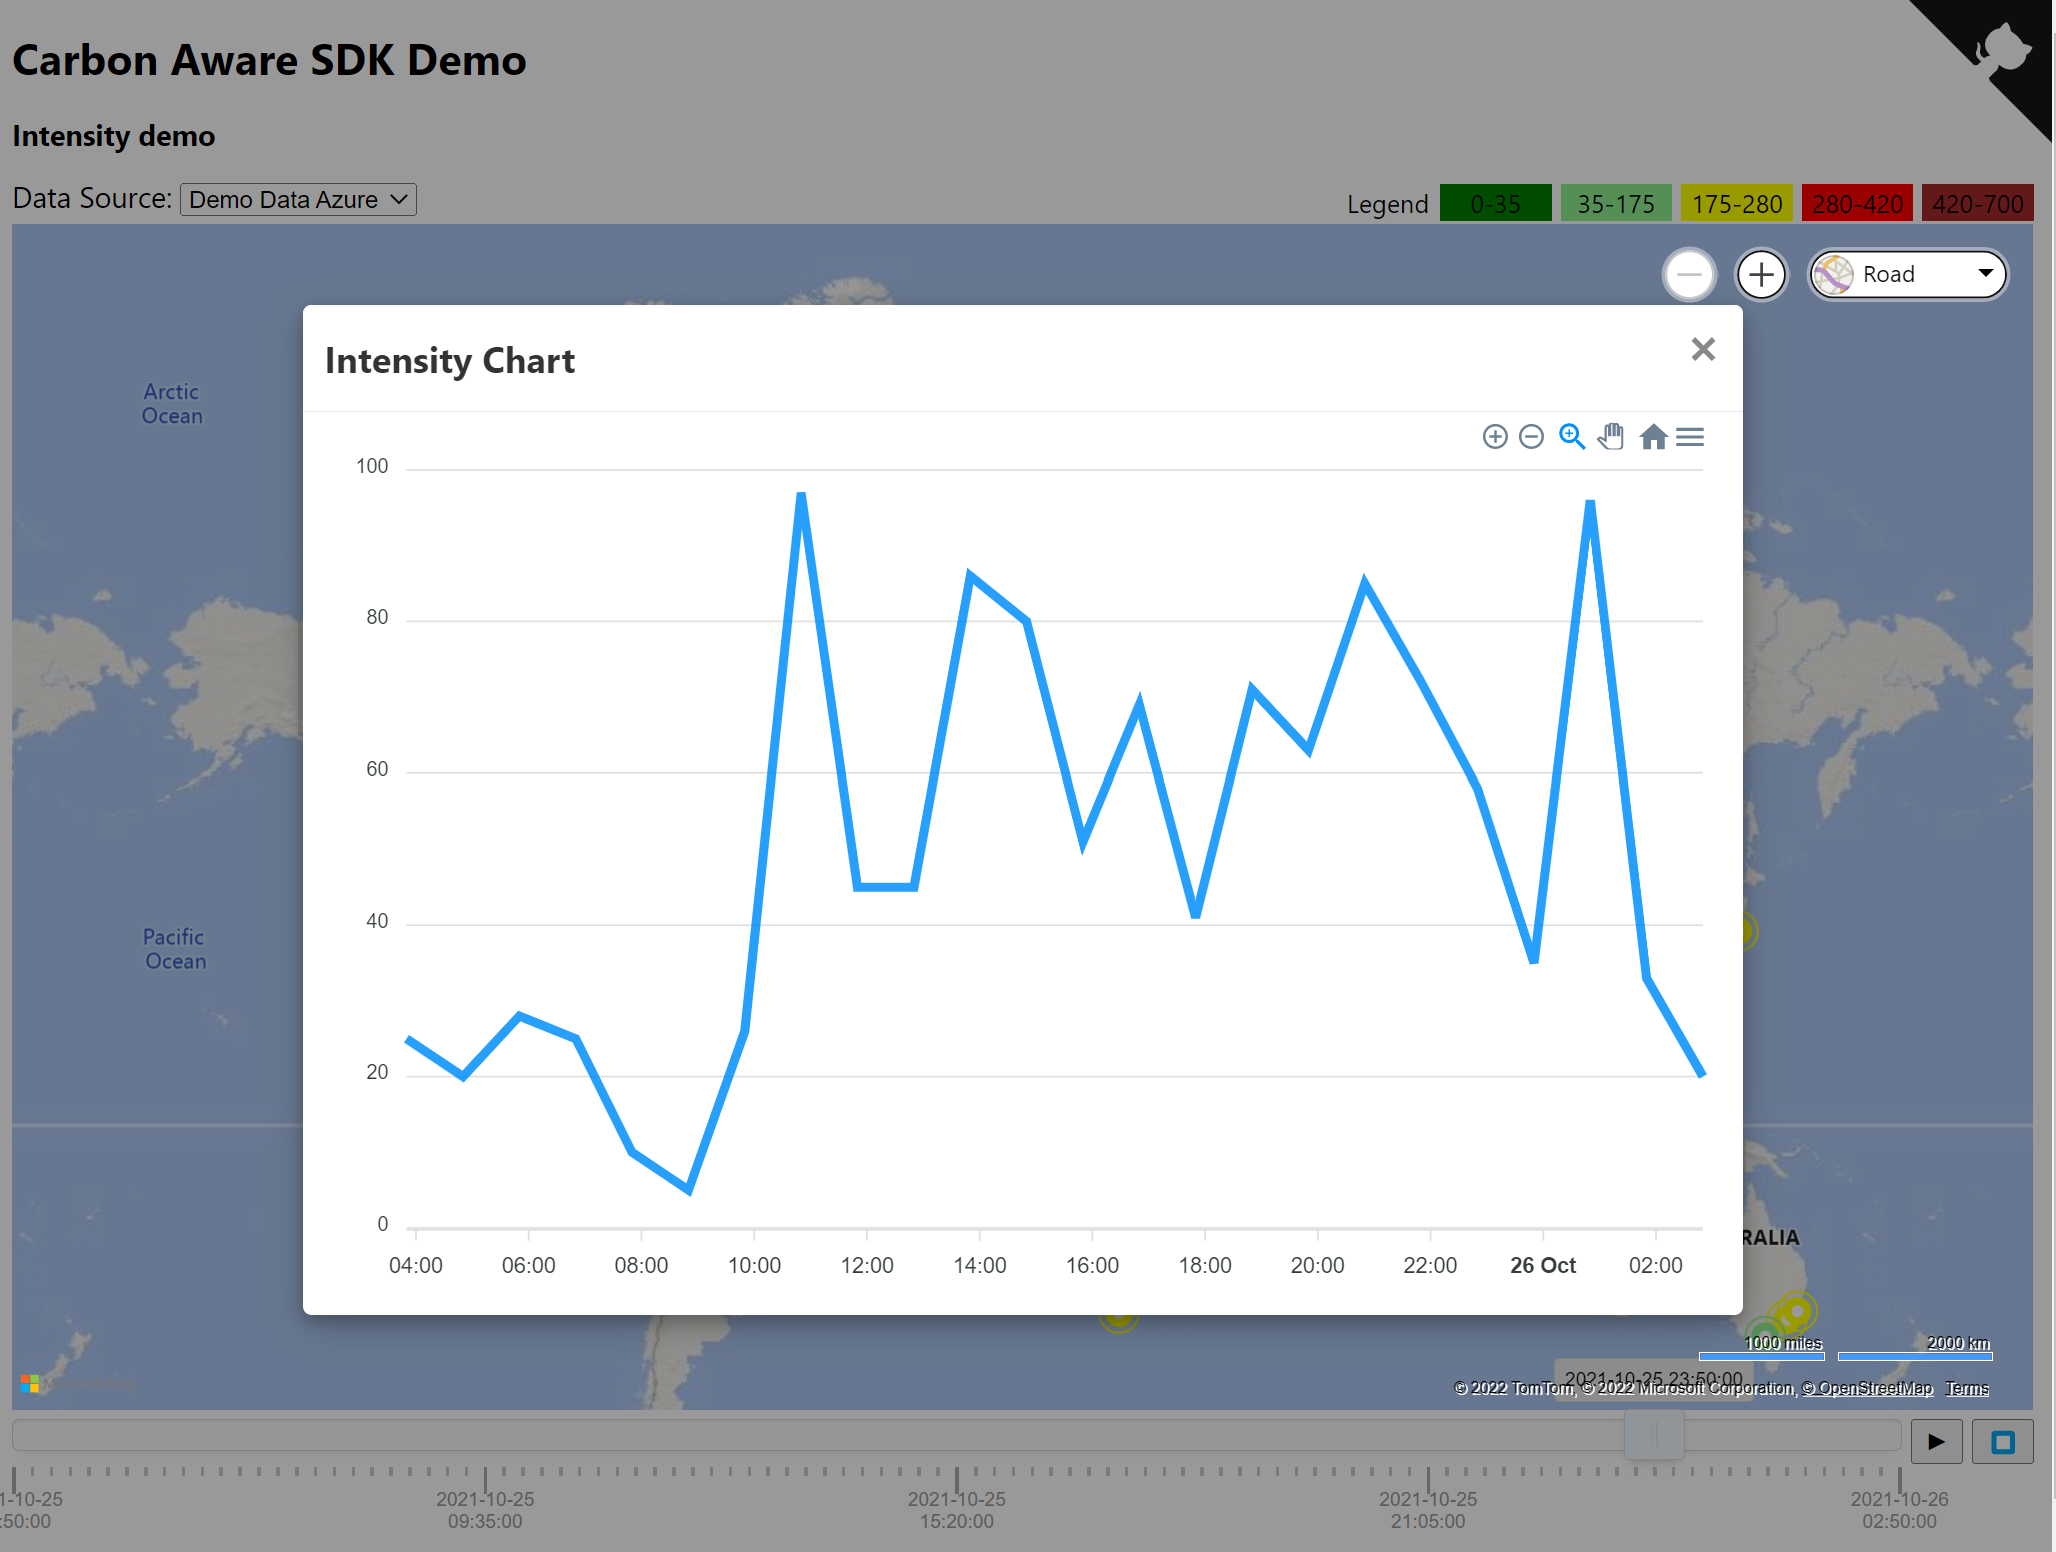 Carbon Aware SDK Demo
Intensity demo
Data Source: Demo Data Azure
Legend 0-35 35-175 175-280 280-420 420-700
Road
Arctic
Ocean
Intensity Chart
100
80
60
40
20
0
04:00 06:00 08:00 10:00 12:00 14:00 16:00 18:00 20:00 22:00 26 Oct 02:00
Pacific
Ocean
RALIA
1000 miles 2000 km
2021-10-25 23:50:00
© 2022 TomTom, © 2022 Microsoft Corporation, © OpenStreetMap Terms
1-10-25 2021-10-25 2021-10-25 2021-10-25 2021-10-26
:50:00 09:35:00 15:20:00 21:05:00 02:50:00